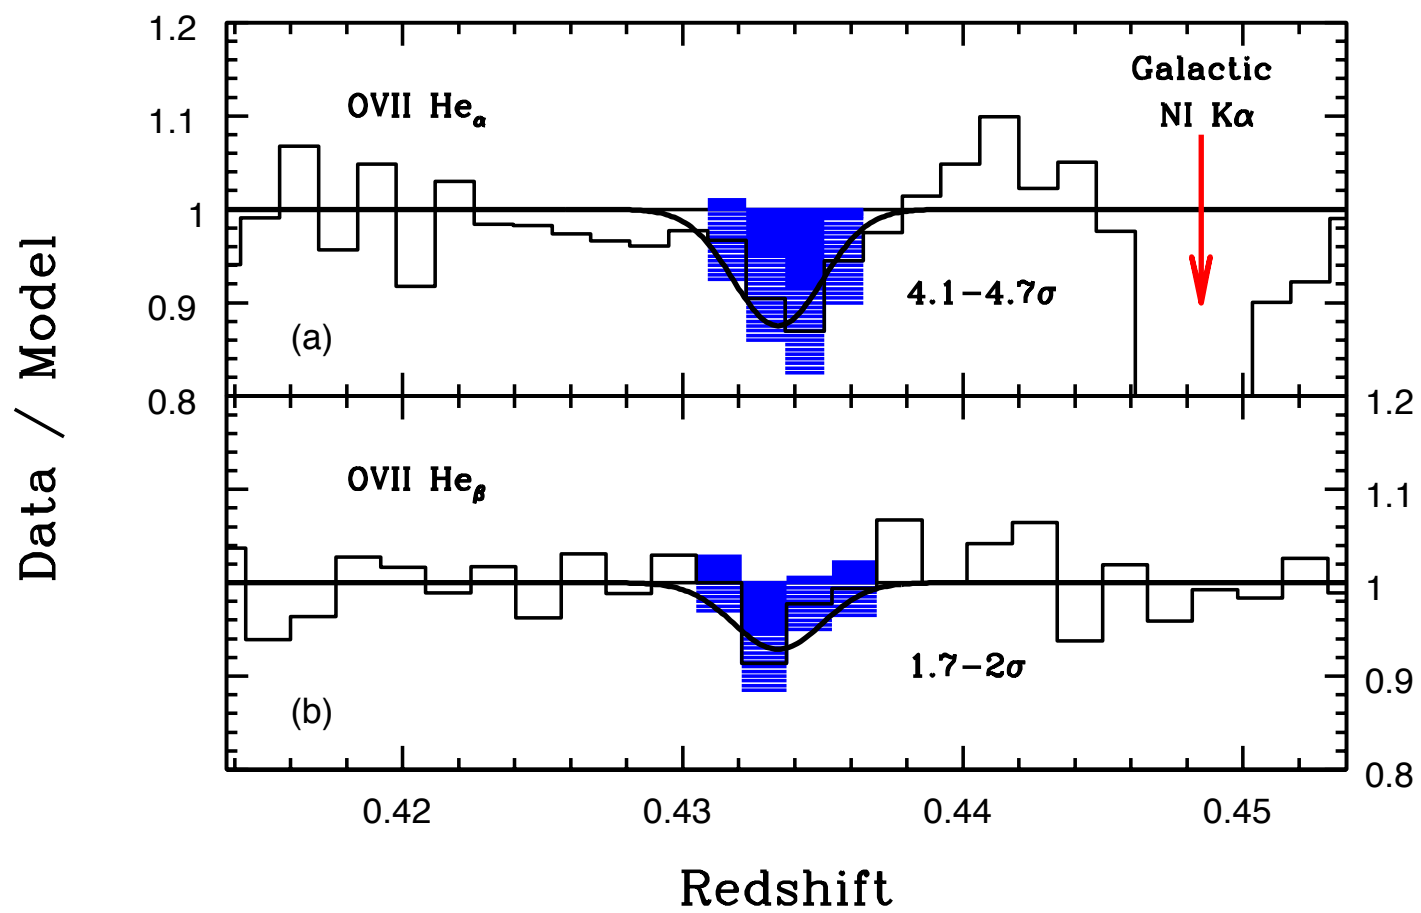 1.2
Galactic
NI Kα
OVII Heα
1.1
1
4.1−4.7σ
0.9
(a)
0.8
1.2
OVII Heβ
1.1
1
1.7−2σ
0.9
(b)
0.8
0.42 0.43 0.44 0.45
Redshift
Data / Model